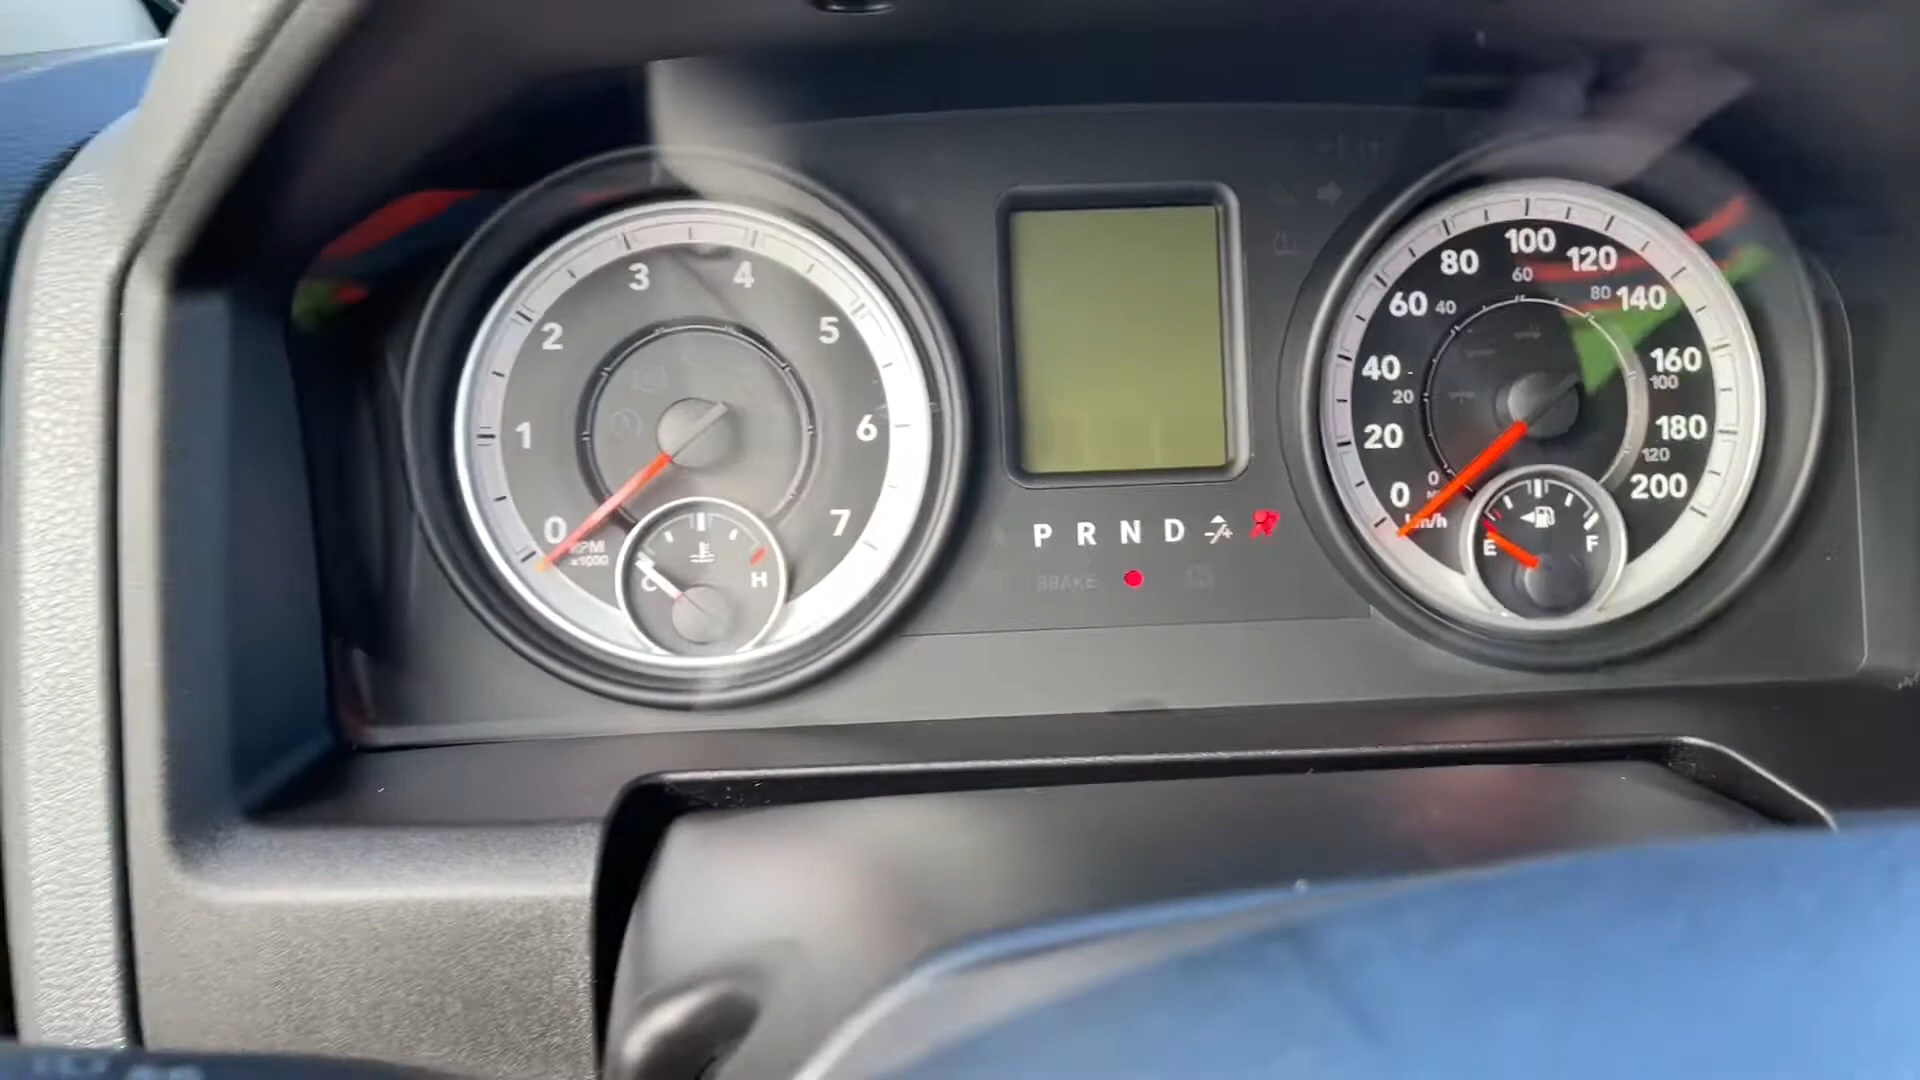 0 1 2 3 4 5 6 7
RPM
x1000
C H
P R N D
BRAKE
0 20 40 60 80 100 120 140 160 180 200
0 20 40 60 80 100 120
km/h
E F